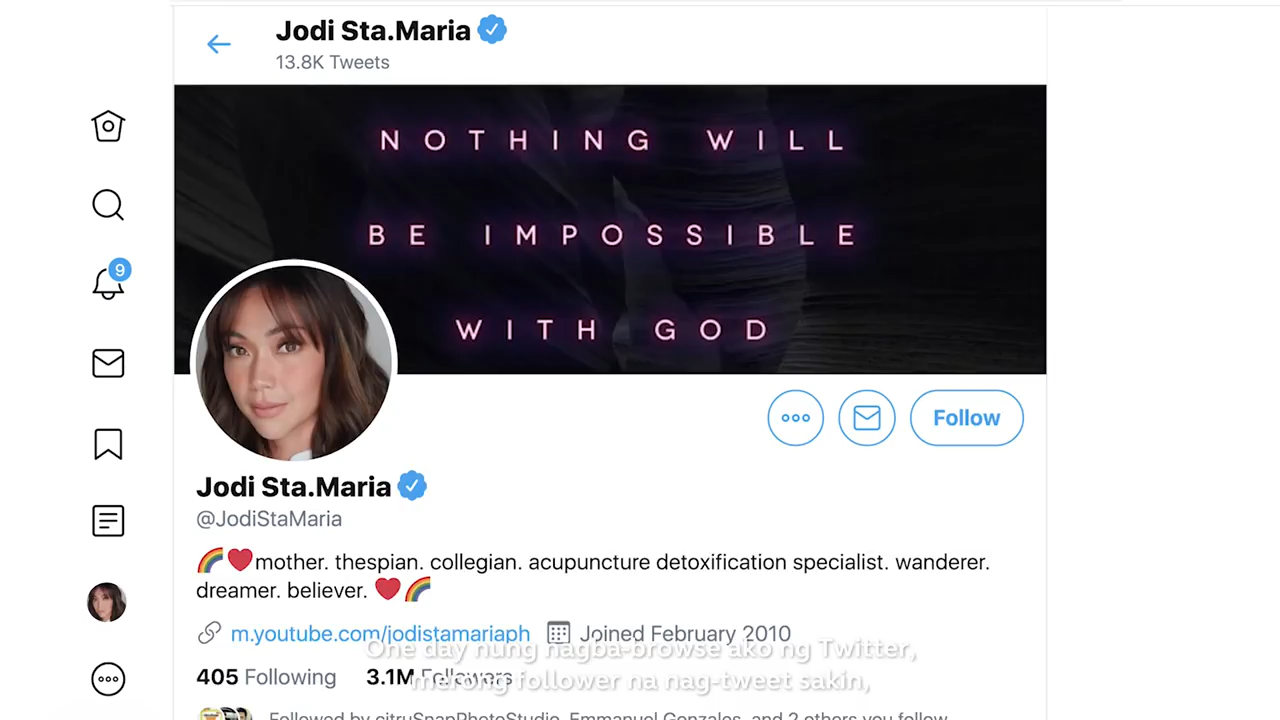 Jodi Sta.Maria
13.8K Tweets
NOTHING WILL
BE IMPOSSIBLE
WITH GOD
9
Follow
Jodi Sta.Maria
@JodiStaMaria
🌈❤️mother. thespian. collegian. acupuncture detoxification specialist. wanderer.
dreamer. believer. ❤️🌈
m.youtube.com/jodistamariaph Joined February 2010
One day nung nagba-browse ako ng Twitter,
405 Following 3.1M Followers
merong follower na nag-tweet sakin,
Followed by citruSnapPhotoStudio, Emmanuel Gonzales, and 2 others you follow